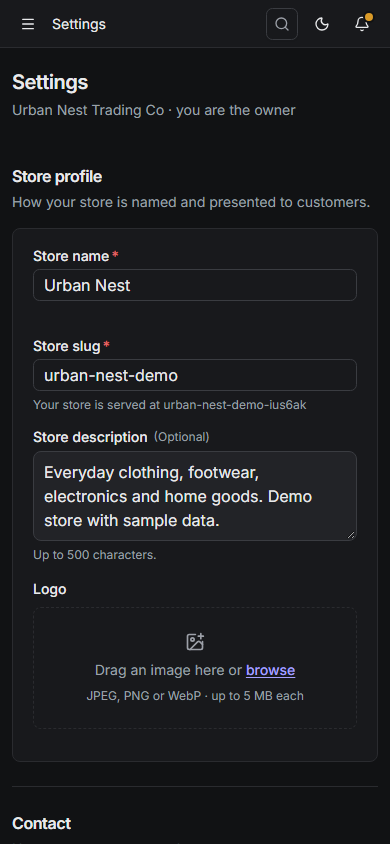 Settings
Settings
Urban Nest Trading Co · you are the owner
Store profile
How your store is named and presented to customers.
Store name*
Urban Nest
Store slug*
urban-nest-demo
Your store is served at urban-nest-demo-ius6ak
Store description (Optional)
Everyday clothing, footwear,
electronics and home goods. Demo
store with sample data.
Up to 500 characters.
Logo
Drag an image here or browse
JPEG, PNG or WebP · up to 5 MB each
Contact